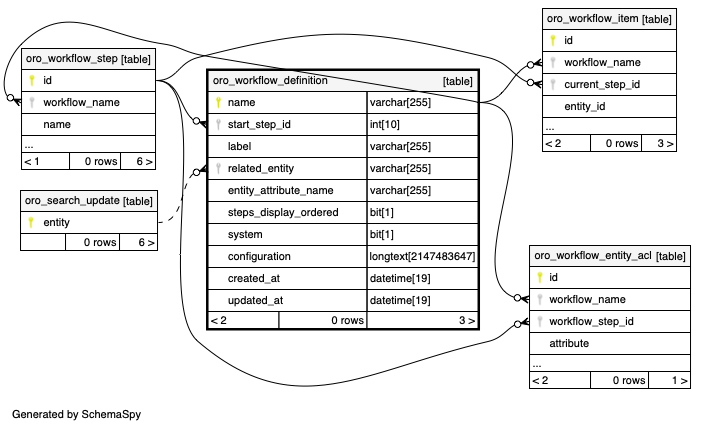 oro_workflow_step [table]
id
workflow_name
name
...
< 1 0 rows 6 >
oro_search_update [table]
entity
0 rows 6 >
oro_workflow_definition [table]
name varchar[255]
start_step_id int[10]
label varchar[255]
related_entity varchar[255]
entity_attribute_name varchar[255]
steps_display_ordered bit[1]
system bit[1]
configuration longtext[2147483647]
created_at datetime[19]
updated_at datetime[19]
< 2 0 rows 3 >
oro_workflow_item [table]
id
workflow_name
current_step_id
entity_id
...
< 2 0 rows 3 >
oro_workflow_entity_acl [table]
id
workflow_name
workflow_step_id
attribute
...
< 2 0 rows 1 >
Generated by SchemaSpy